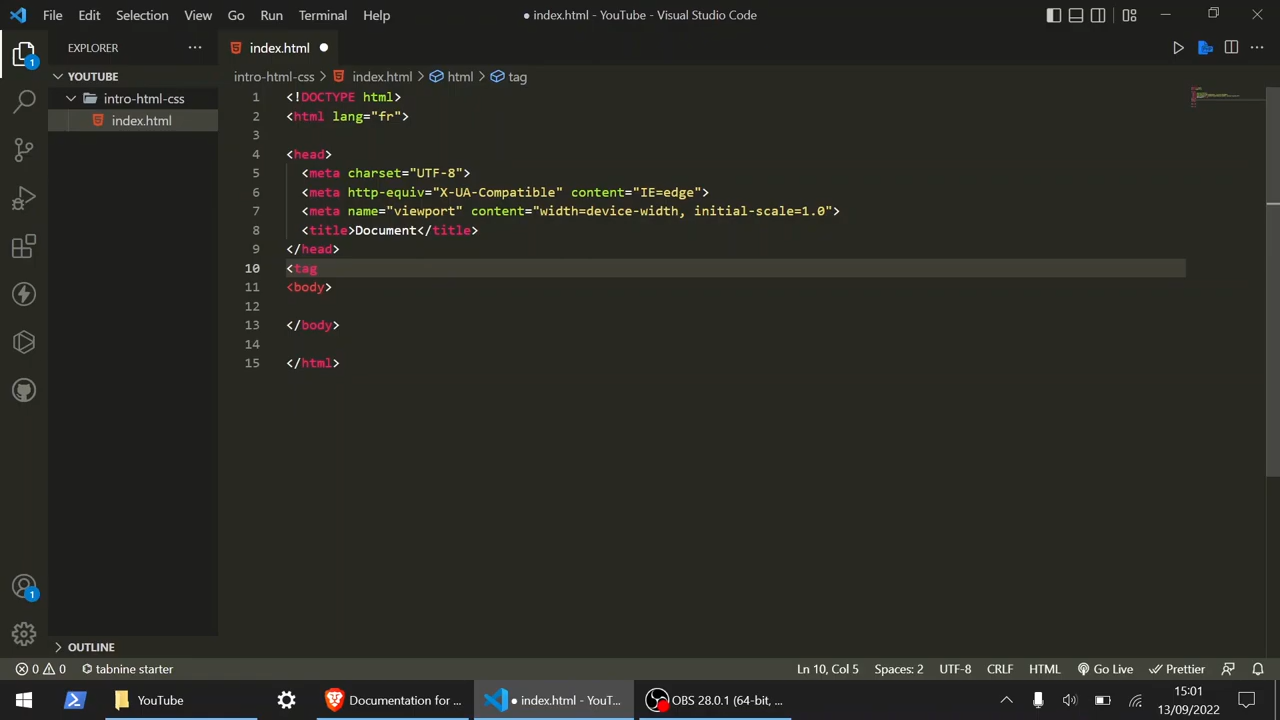 File Edit Selection View Go Run Terminal Help
● index.html - YouTube - Visual Studio Code
EXPLORER ···
index.html ●
1
YOUTUBE
intro-html-css
index.html
intro-html-css > index.html > html > tag
1 <!DOCTYPE html>
2 <html lang="fr">
3
4 <head>
5 <meta charset="UTF-8">
6 <meta http-equiv="X-UA-Compatible" content="IE=edge">
7 <meta name="viewport" content="width=device-width, initial-scale=1.0">
8 <title>Document</title>
9 </head>
10 <tag
11 <body>
12
13 </body>
14
15 </html>
1
OUTLINE
0 0 tabnine starter
Ln 10, Col 5 Spaces: 2 UTF-8 CRLF HTML Go Live Prettier
YouTube
Documentation for ...
● index.html - YouT...
OBS 28.0.1 (64-bit, ...
15:01
13/09/2022